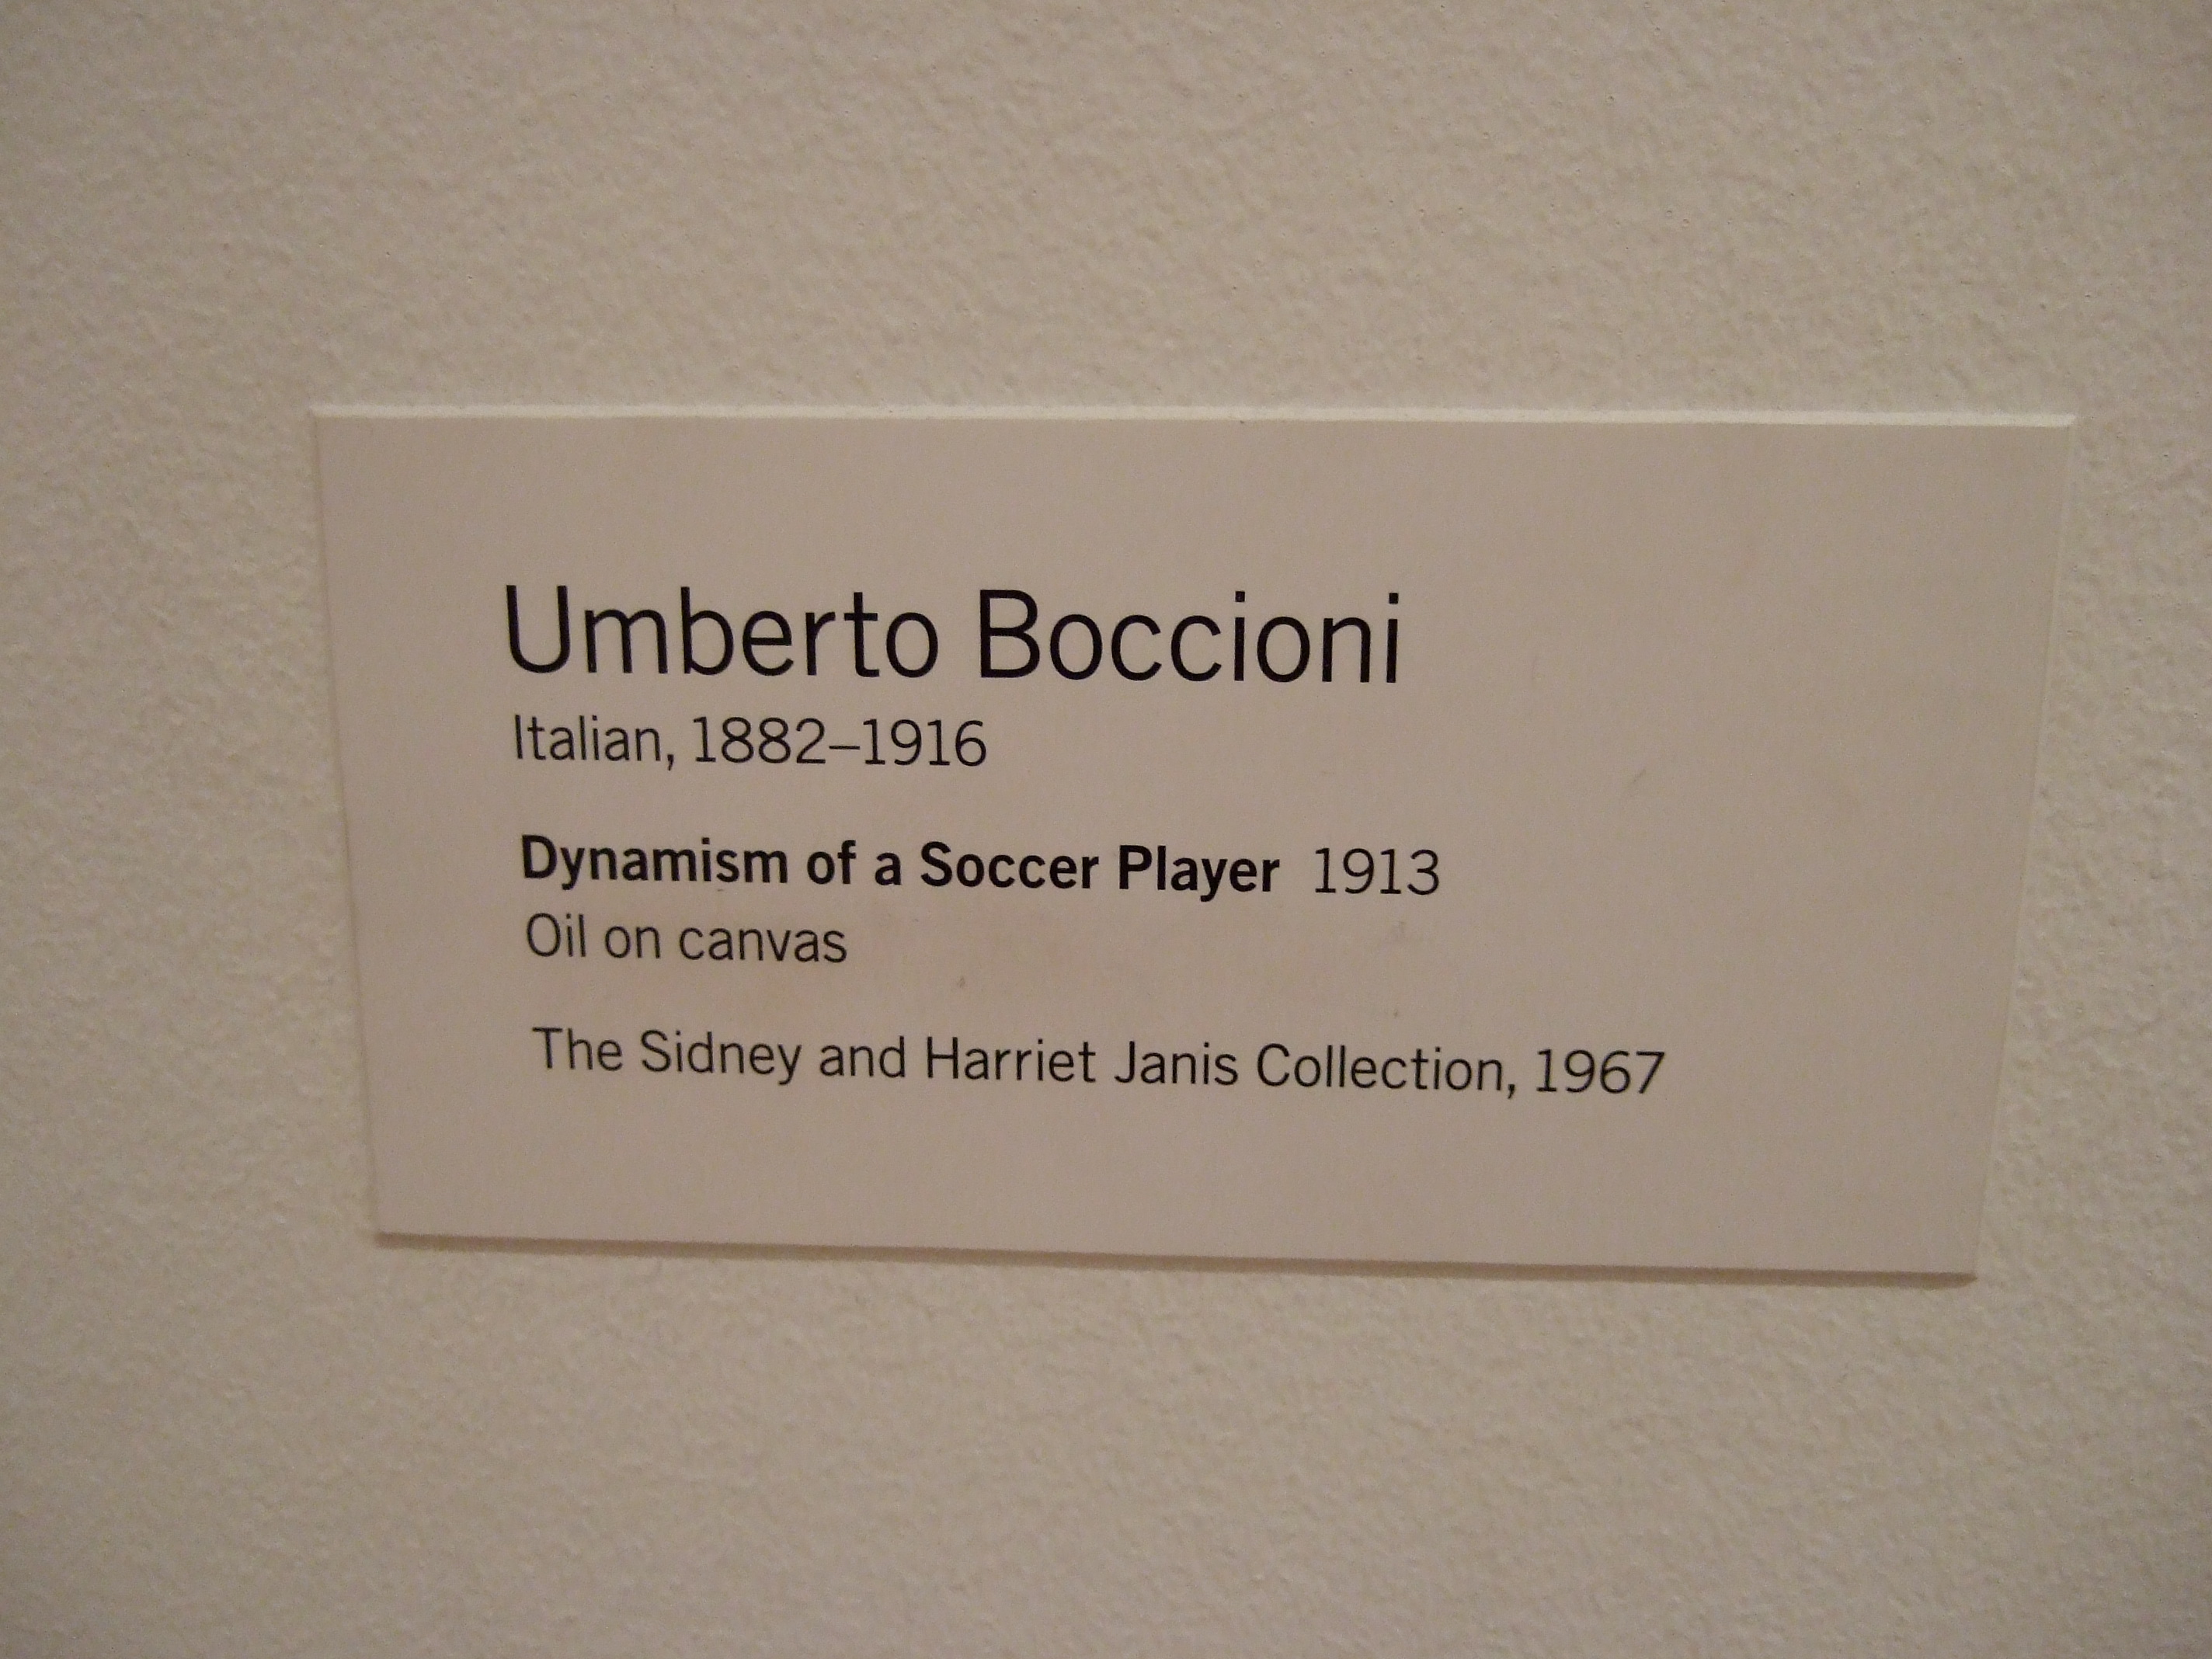 Umberto Boccioni
Italian, 1882–1916
Dynamism of a Soccer Player 1913
Oil on canvas
The Sidney and Harriet Janis Collection, 1967